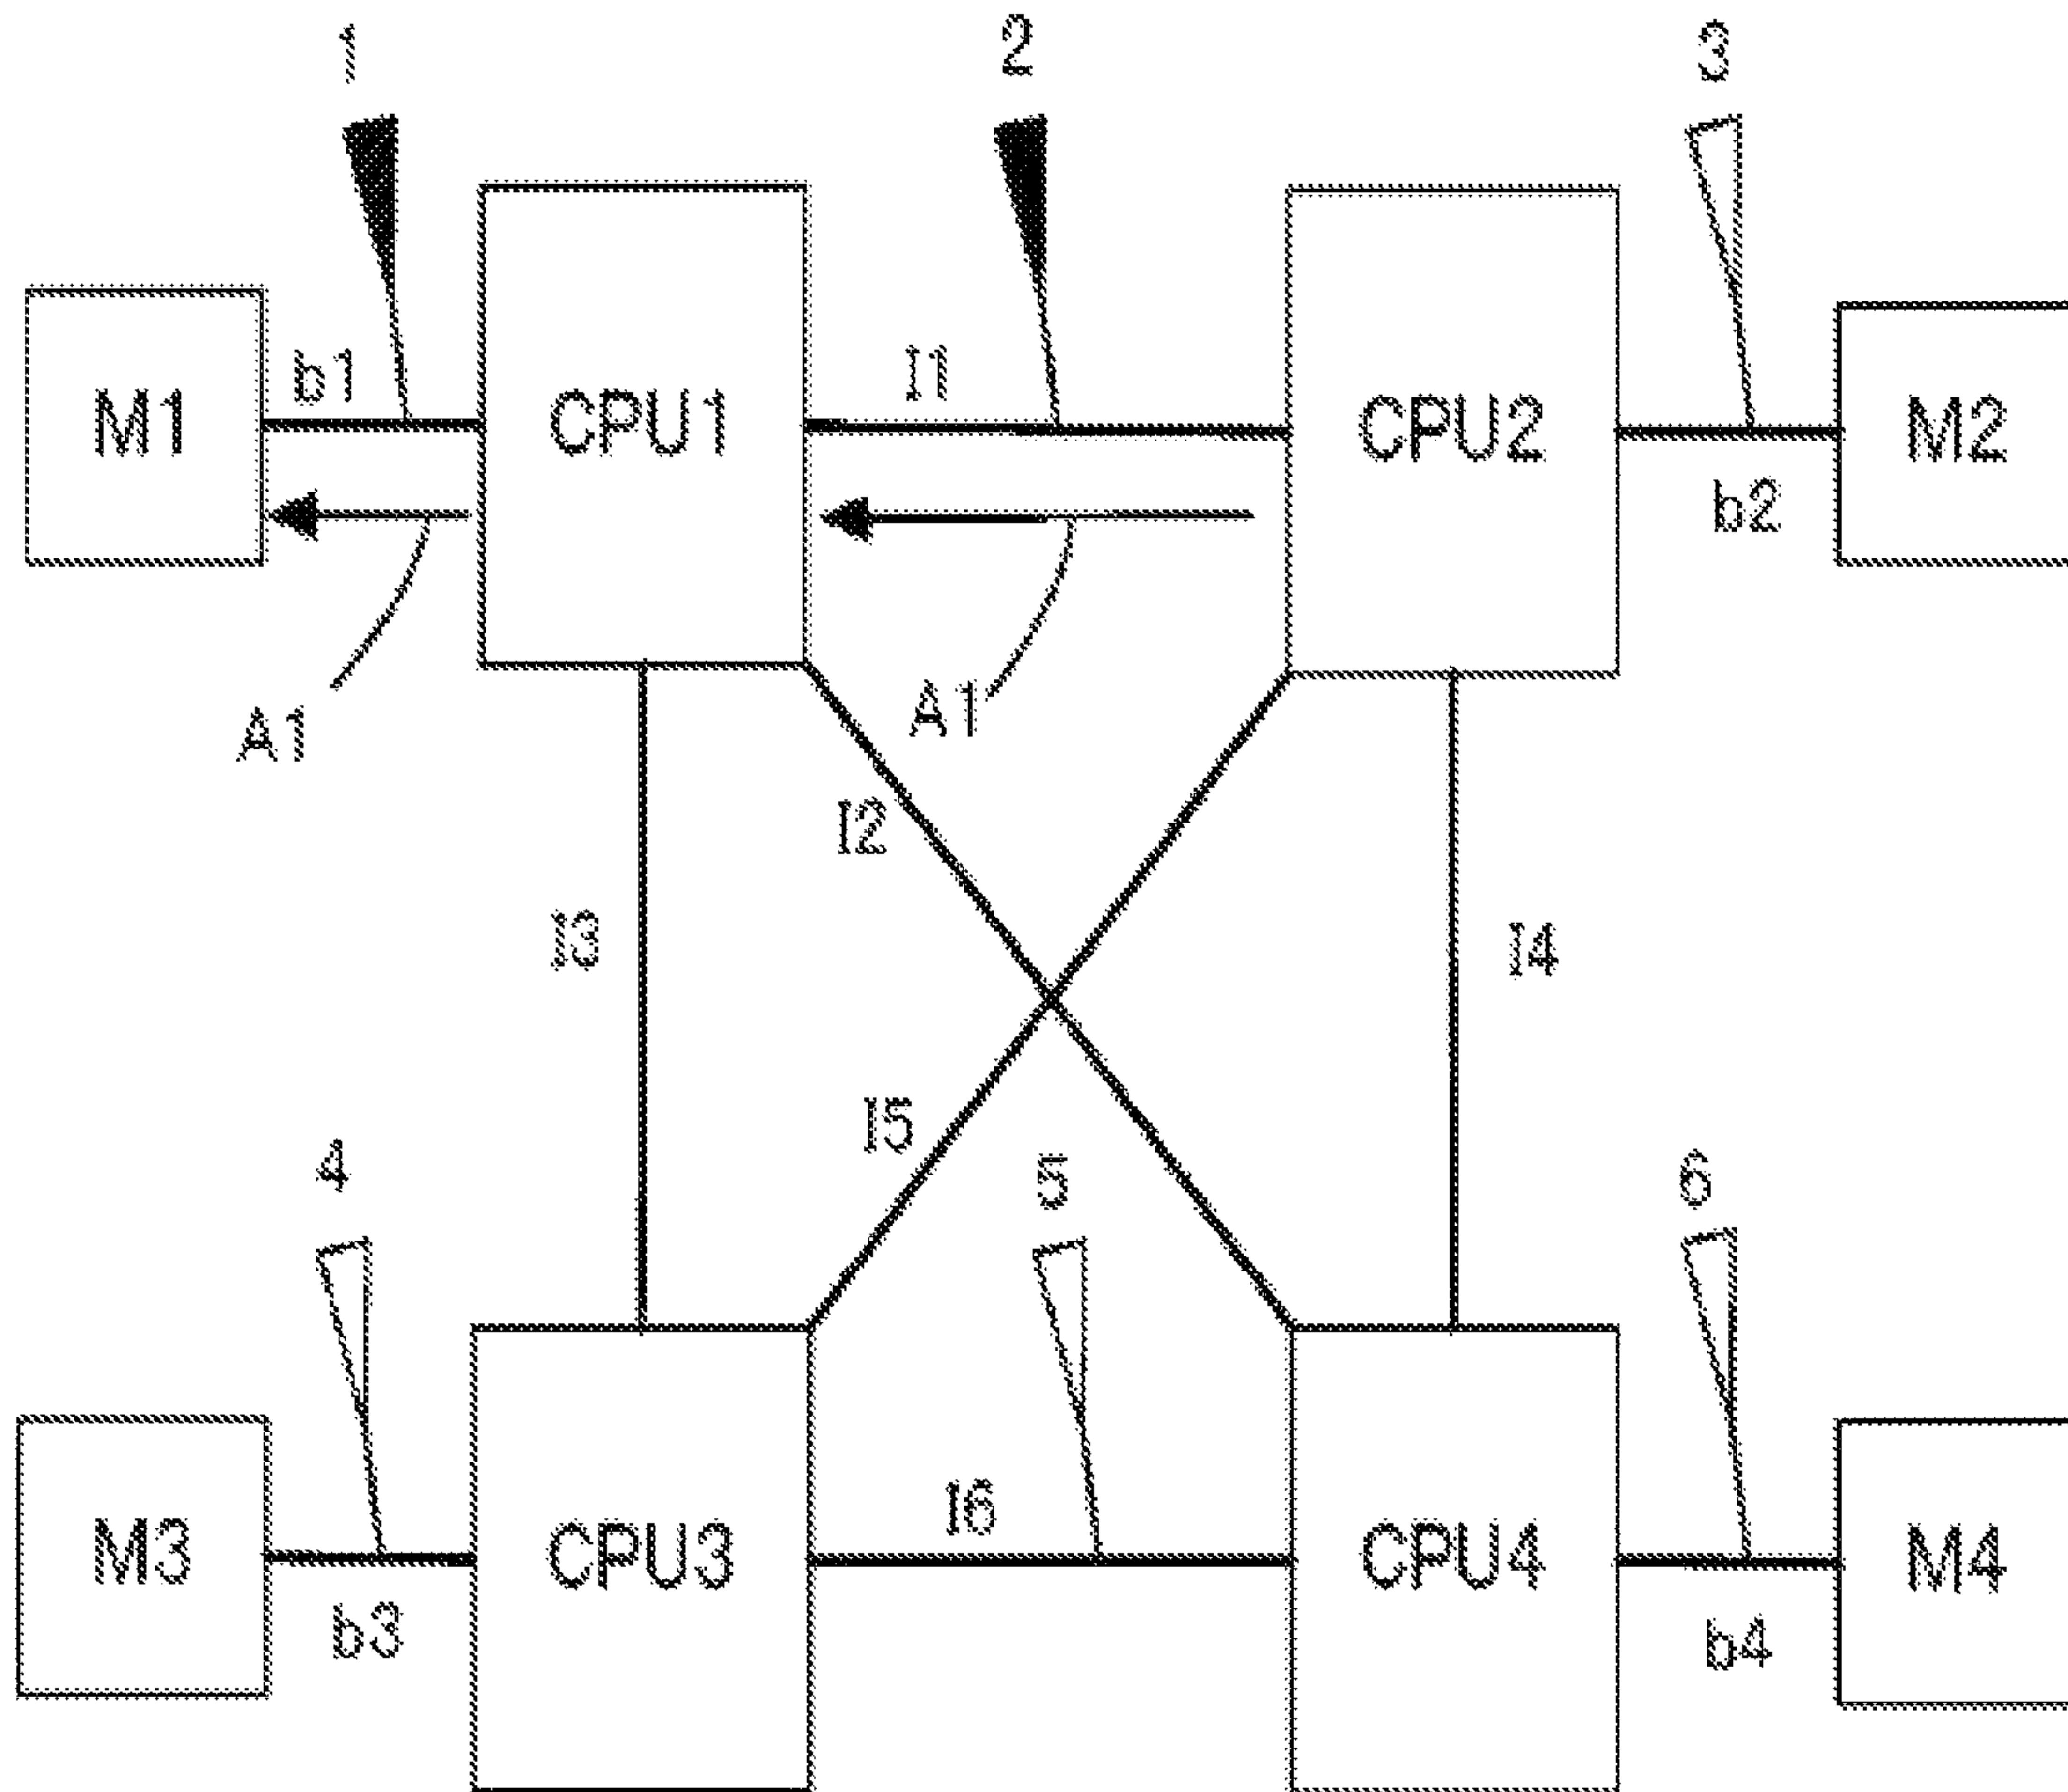 1 2 3
M1 b1 CPU1 I1 CPU2 b2 M2
A1 A1
I2
I3 I4
I5
4 5 6
M3 b3 CPU3 I6 CPU4 b4 M4